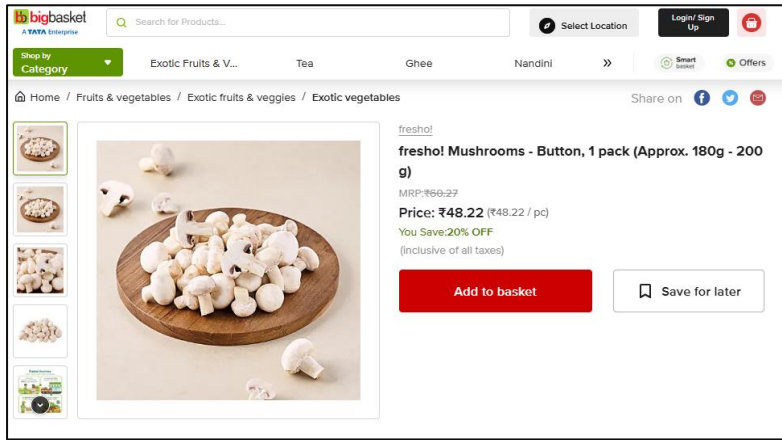 bigbasket
A TATA Enterprise
Search for Products...
Select Location
Login/ Sign
Up
Shop by
Category
Exotic Fruits & V...
Tea
Ghee
Nandini
»
Smart
basket
Offers
Home / Fruits & vegetables / Exotic fruits & veggies / Exotic vegetables
Share on
fresho!
fresho! Mushrooms - Button, 1 pack (Approx. 180g - 200
g)
MRP:₹60.27
Price: ₹48.22 (₹48.22 / pc)
You Save:20% OFF
(inclusive of all taxes)
Add to basket
Save for later